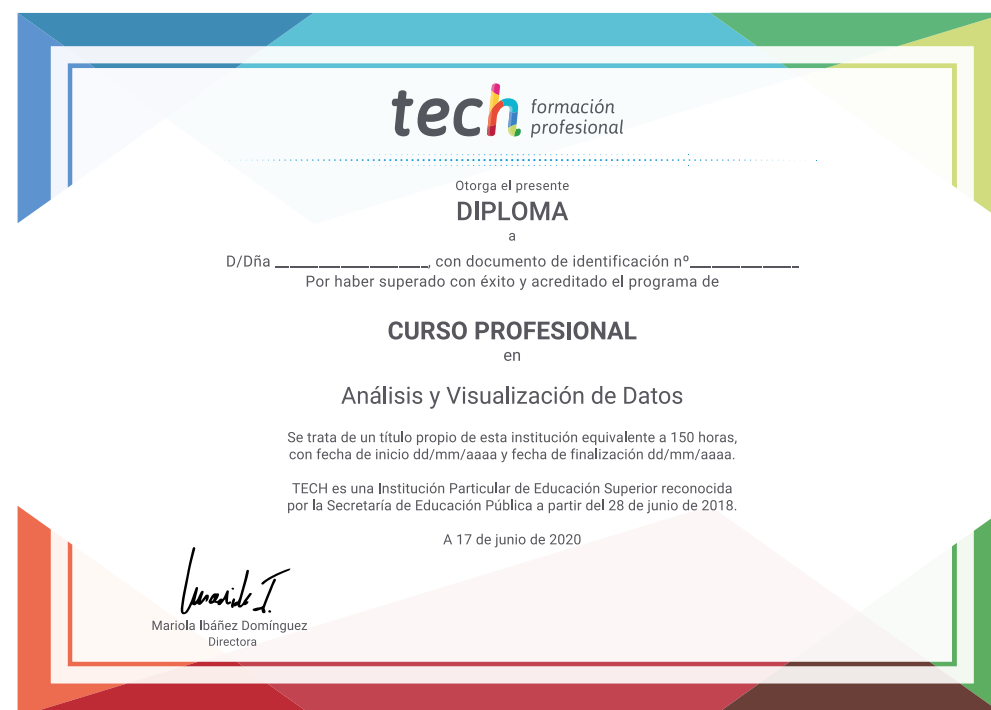 tech formación
profesional
Otorga el presente
DIPLOMA
a
D/Dña ____________________, con documento de identificación nº______________
Por haber superado con éxito y acreditado el programa de
CURSO PROFESIONAL
en
Análisis y Visualización de Datos
Se trata de un título propio de esta institución equivalente a 150 horas,
con fecha de inicio dd/mm/aaaa y fecha de finalización dd/mm/aaaa.
TECH es una Institución Particular de Educación Superior reconocida
por la Secretaría de Educación Pública a partir del 28 de junio de 2018.
A 17 de junio de 2020
Mariola Ibáñez Domínguez
Directora